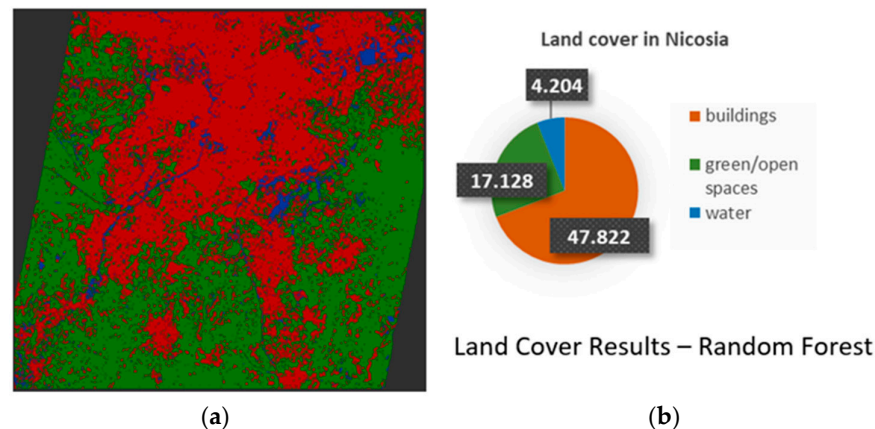 Land cover in Nicosia
4.204
17.128
47.822
buildings
green/open
spaces
water
Land Cover Results – Random Forest
(a)
(b)